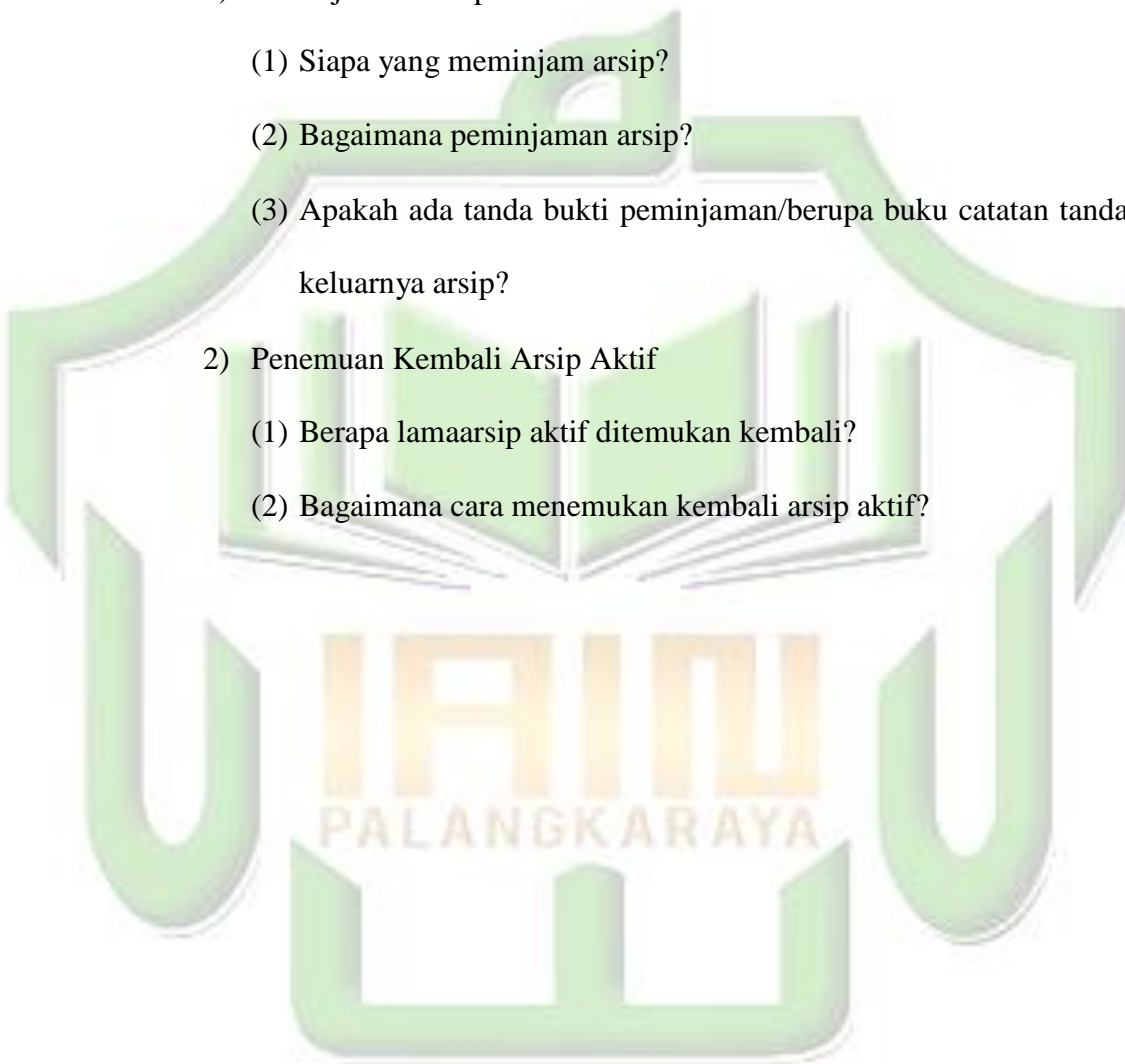 (1) Siapa yang meminjam arsip?
(2) Bagaimana peminjaman arsip?
(3) Apakah ada tanda bukti peminjaman/berupa buku catatan tanda
keluarnya arsip?
2) Penemuan Kembali Arsip Aktif
(1) Berapa lamaarsip aktif ditemukan kembali?
(2) Bagaimana cara menemukan kembali arsip aktif?
IAIN
PALANGKARAYA